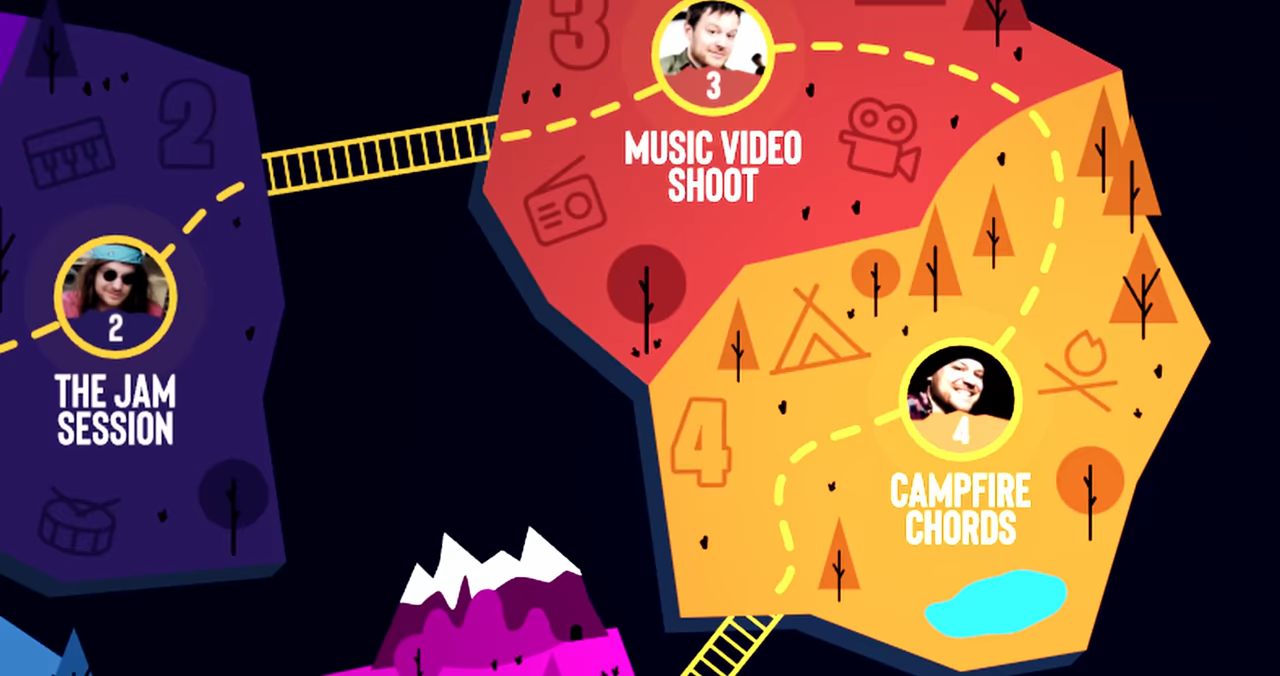 2
2
THE JAM
SESSION
3
3
MUSIC VIDEO
SHOOT
4
4
CAMPFIRE
CHORDS